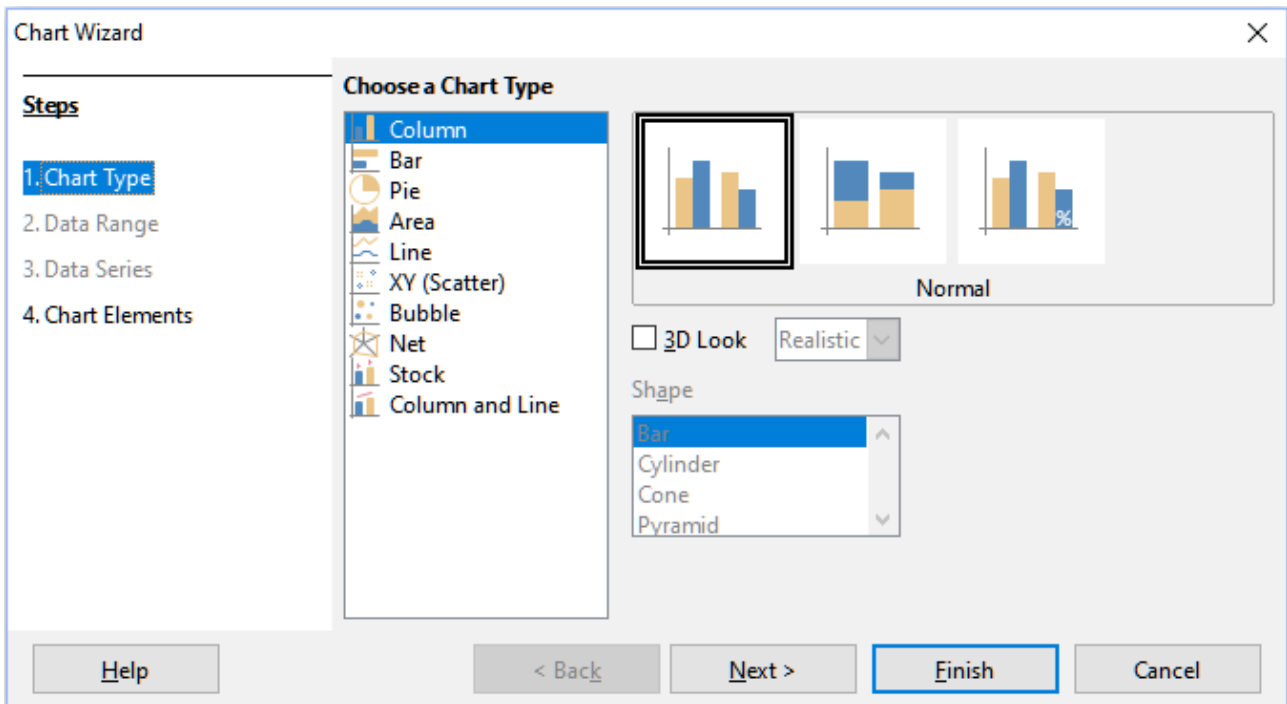 Chart Wizard
Steps
1. Chart Type
2. Data Range
3. Data Series
4. Chart Elements
Choose a Chart Type
Column
Bar
Pie
Area
Line
XY (Scatter)
Bubble
Net
Stock
Column and Line
%
Normal
3D Look
Realistic
Shape
Bar
Cylinder
Cone
Pyramid
Help
< Back
Next >
Finish
Cancel